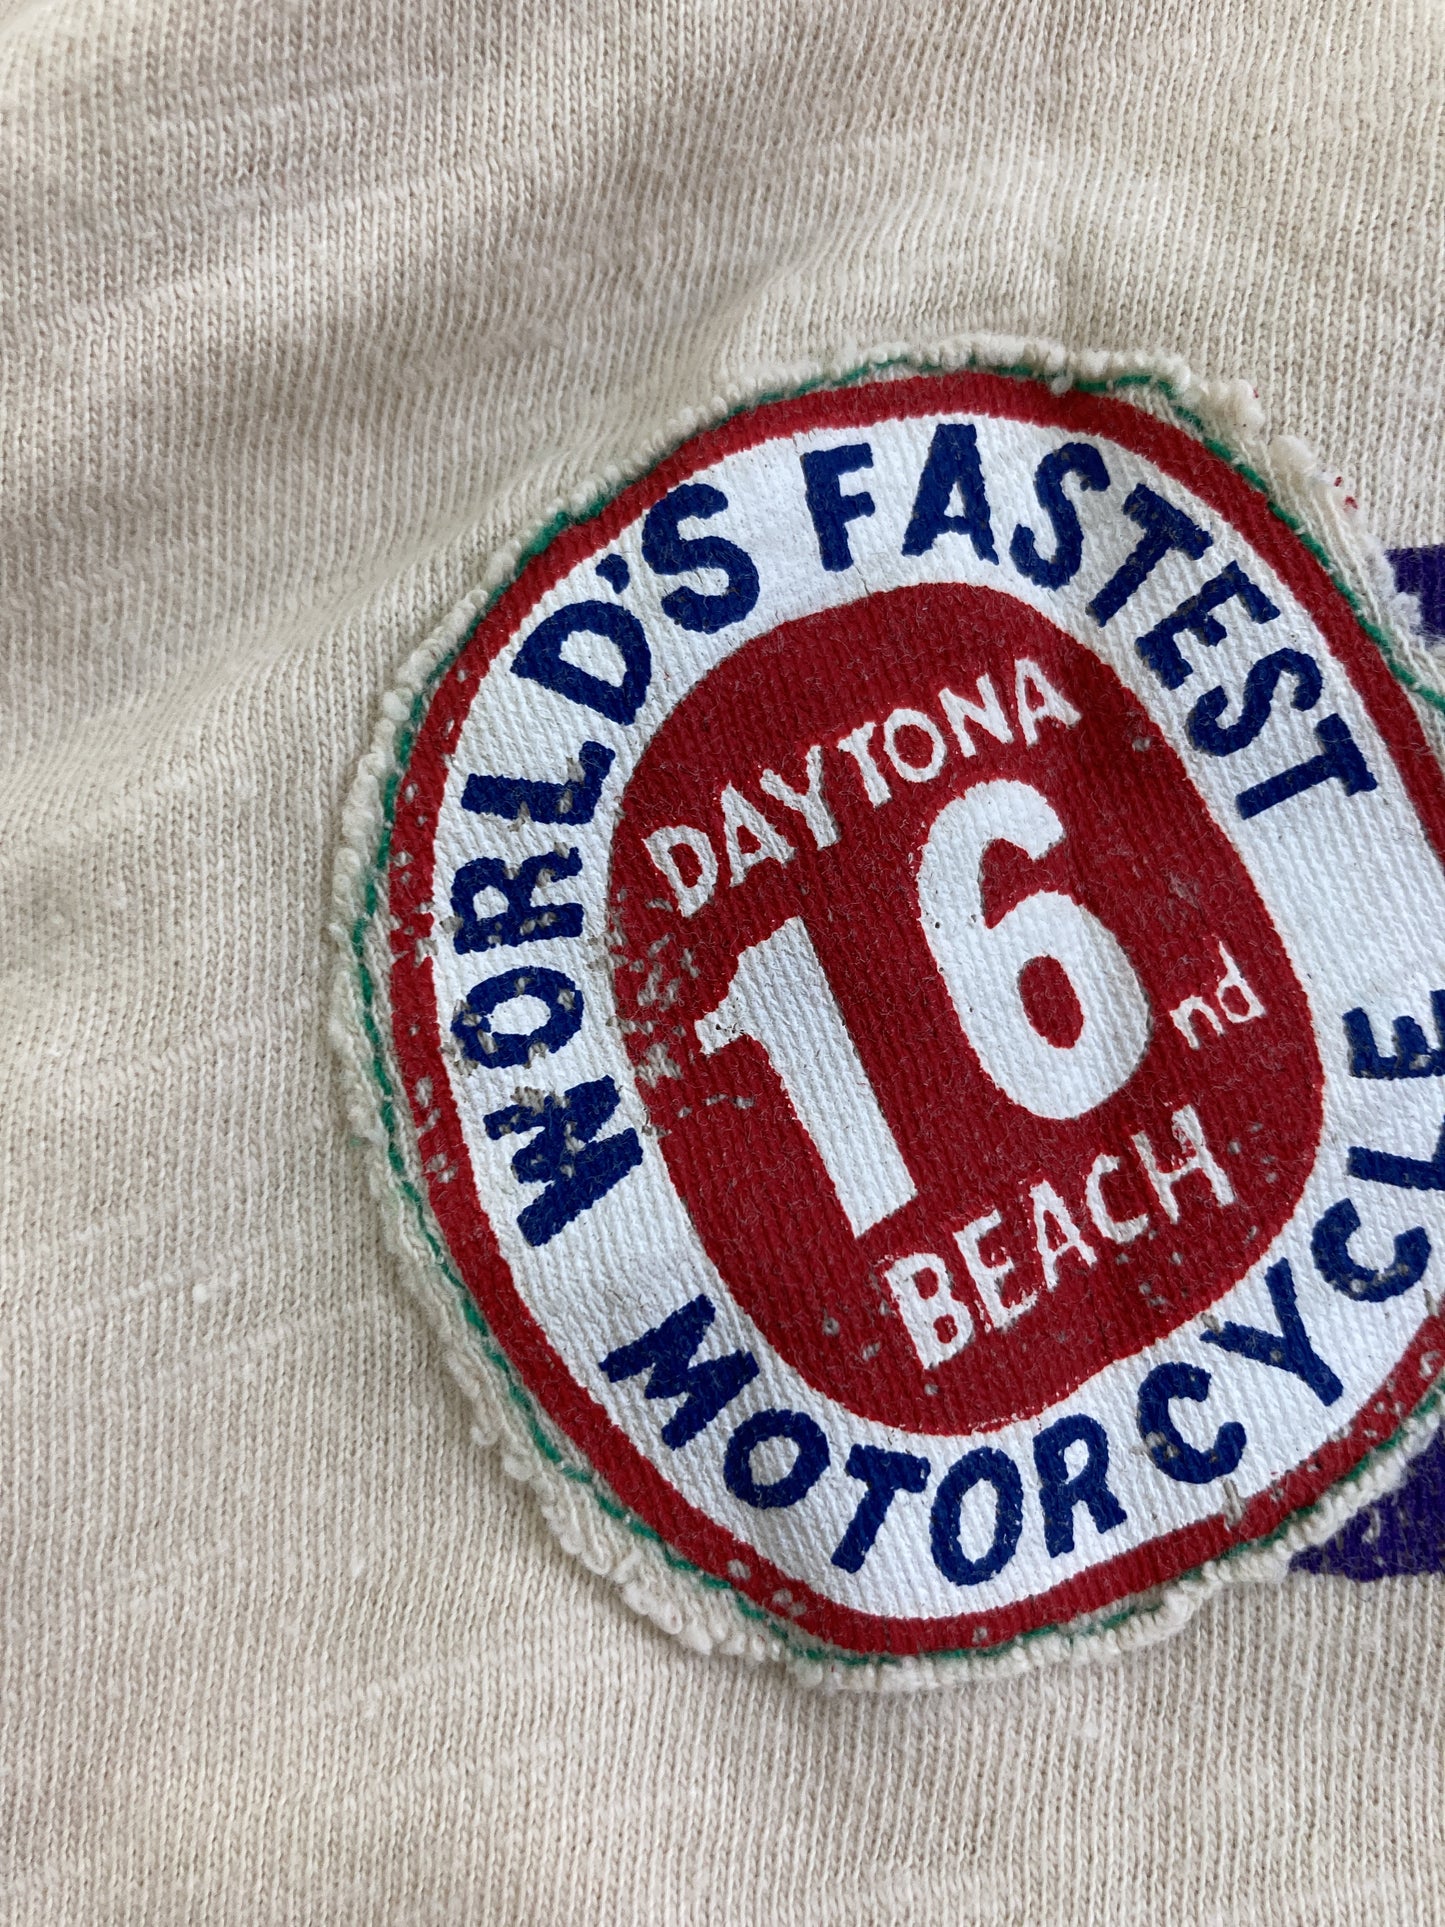 WORLD'S FASTEST
DAYTONA
16nd
BEACH
MOTORCYCLE